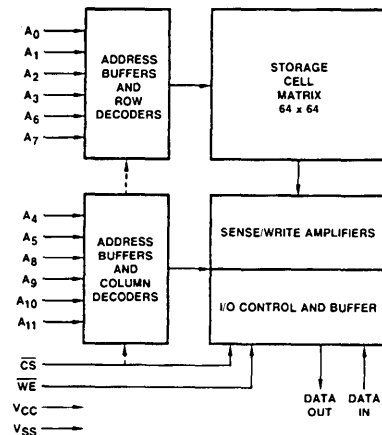 A0
A1
A2
A3
A6
A7
ADDRESS
BUFFERS
AND
ROW
DECODERS
STORAGE
CELL
MATRIX
64 x 64
A4
A5
A8
A9
A10
A11
ADDRESS
BUFFERS
AND
COLUMN
DECODERS
SENSE/WRITE AMPLIFIERS
I/O CONTROL AND BUFFER
CS
WE
VCC
VSS
DATA
OUT
DATA
IN